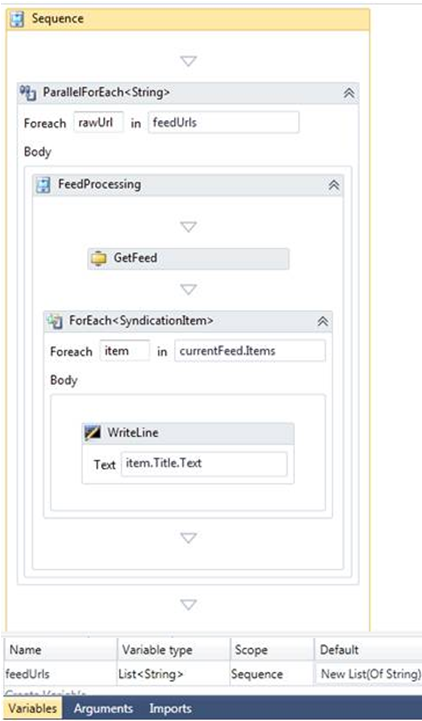 Sequence
ParallelForEach<String>
Foreach rawUrl in feedUrls
Body
FeedProcessing
GetFeed
ForEach<SyndicationItem>
Foreach item in currentFeed.Items
Body
WriteLine
Text item.Title.Text
Name Variable type Scope Default
feedUrls List<String> Sequence New List(Of String)
Create Variable
Variables Arguments Imports